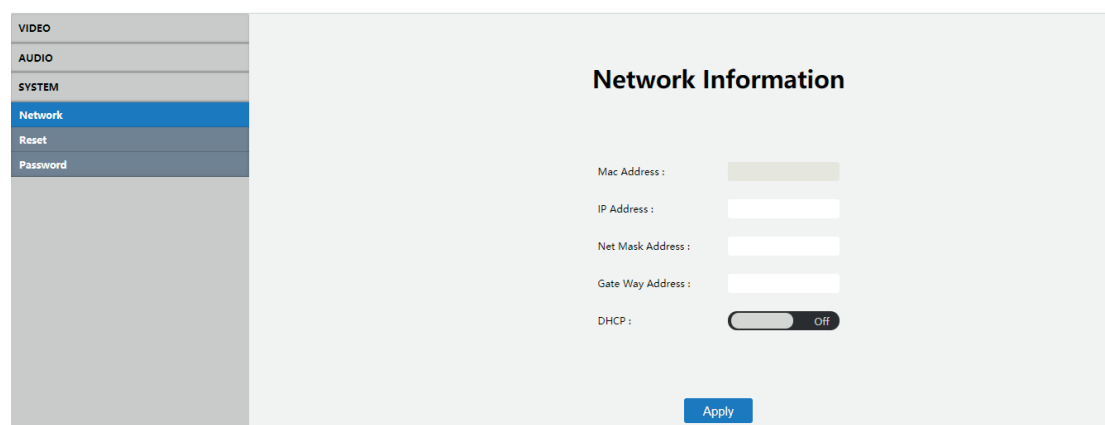 VIDEO
AUDIO
SYSTEM
Network
Reset
Password
Network Information
Mac Address :
IP Address :
Net Mask Address :
Gate Way Address :
DHCP :
Off
Apply